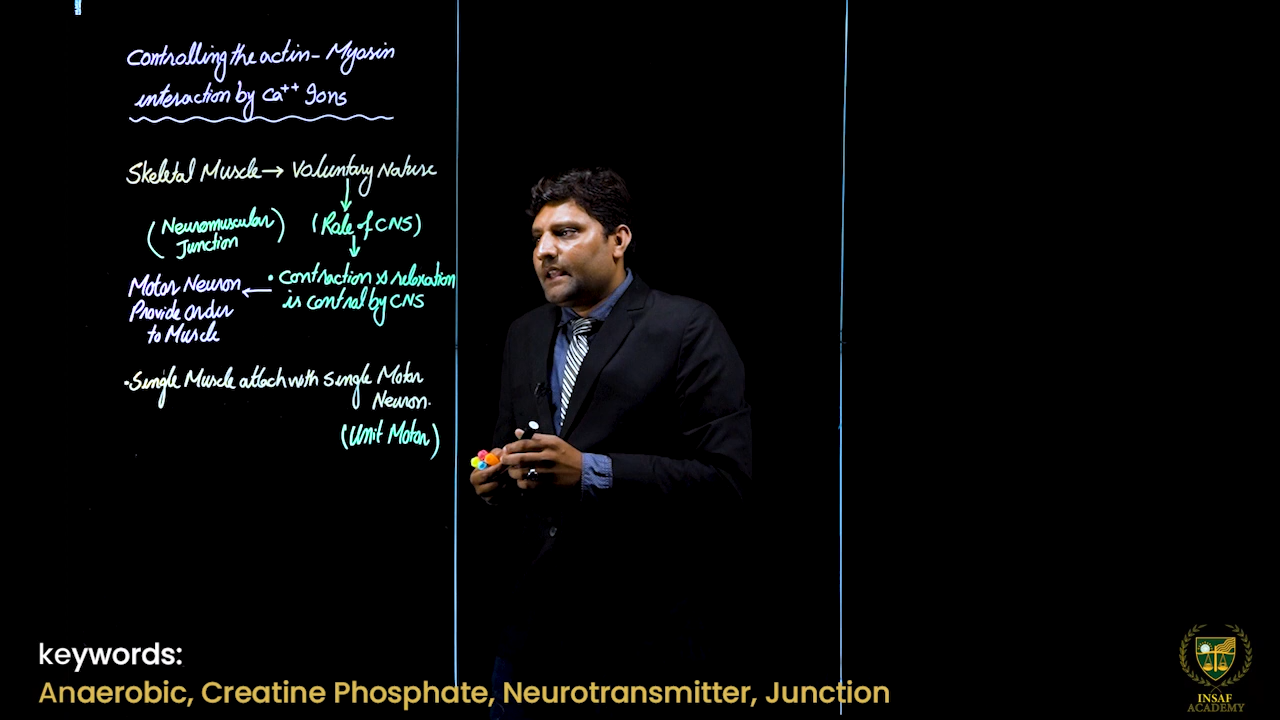 Controlling the actin- Myosin
interaction by Ca++ Ions
Skeletal Muscle → Voluntary Nature
(Role of CNS)
(Neuromuscular
Junction)
• Contraction & relaxation
is control by CNS
Motor Neuron
Provide order
to Muscle
•Single Muscle attach with Single Motor
Neuron.
(Unit Motor)
keywords:
Anaerobic, Creatine Phosphate, Neurotransmitter, Junction
INSAF
ACADEMY